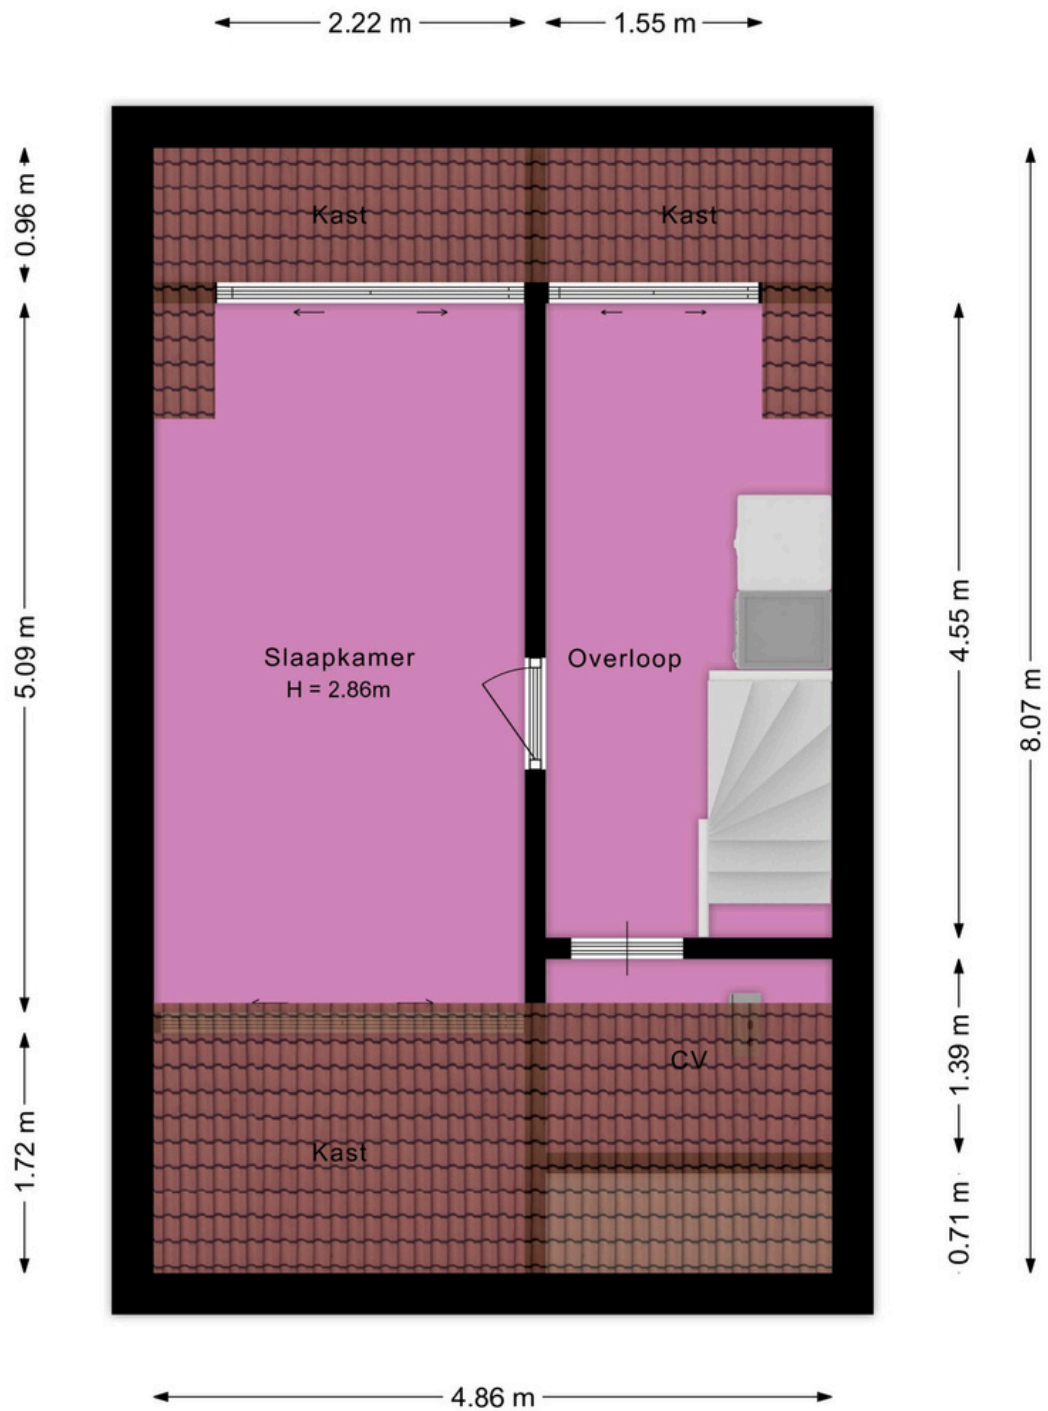 2.22 m
1.55 m
0.96 m
Kast
Kast
5.09 m
Slaapkamer
H = 2.86m
Overloop
4.55 m
8.07 m
CV
1.39 m
Kast
1.72 m
0.71 m
4.86 m